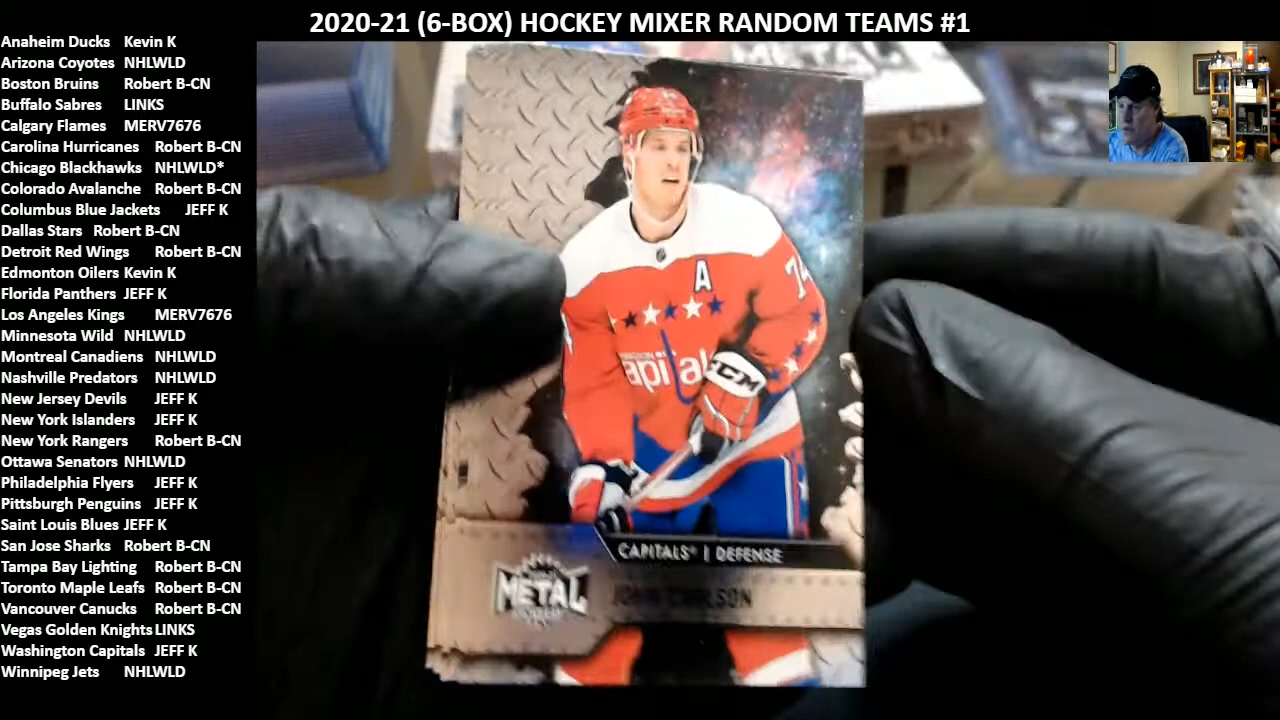 2020-21 (6-BOX) HOCKEY MIXER RANDOM TEAMS #1
Anaheim Ducks Kevin K
Arizona Coyotes NHLWLD
Boston Bruins Robert B-CN
Buffalo Sabres LINKS
Calgary Flames MERV7676
Carolina Hurricanes Robert B-CN
Chicago Blackhawks NHLWLD*
Colorado Avalanche Robert B-CN
Columbus Blue Jackets JEFF K
Dallas Stars Robert B-CN
Detroit Red Wings Robert B-CN
Edmonton Oilers Kevin K
Florida Panthers JEFF K
Los Angeles Kings MERV7676
Minnesota Wild NHLWLD
Montreal Canadiens NHLWLD
Nashville Predators NHLWLD
New Jersey Devils JEFF K
New York Islanders JEFF K
New York Rangers Robert B-CN
Ottawa Senators NHLWLD
Philadelphia Flyers JEFF K
Pittsburgh Penguins JEFF K
Saint Louis Blues JEFF K
San Jose Sharks Robert B-CN
Tampa Bay Lighting Robert B-CN
Toronto Maple Leafs Robert B-CN
Vancouver Canucks Robert B-CN
Vegas Golden Knights LINKS
Washington Capitals JEFF K
Winnipeg Jets NHLWLD
METAL
A
74
capital
CCM
CAPITALS* | DEFENSE
METAL
JOHN CARLSON